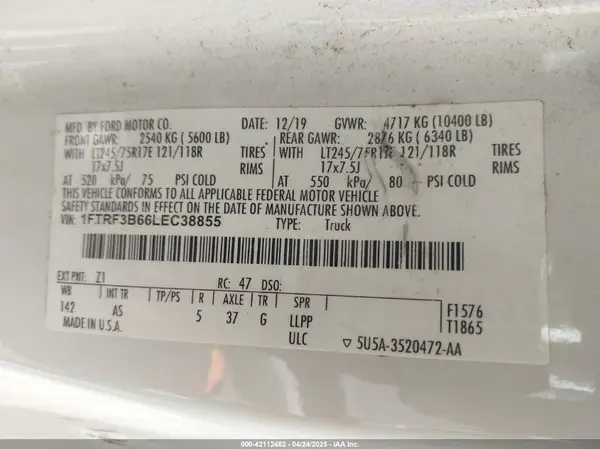 MFD. BY FORD MOTOR CO. DATE: 12/19 GVWR: 4717 KG (10400 LB)
FRONT GAWR: 2540 KG ( 5600 LB) REAR GAWR: 2876 KG ( 6340 LB)
WITH LT245/75R17E 121/118R TIRES WITH LT245/75R17E 121/118R TIRES
17x7.5J RIMS 17x7.5J RIMS
AT 520 kPa/ 75 PSI COLD AT 550 kPa/ 80 PSI COLD
THIS VEHICLE CONFORMS TO ALL APPLICABLE FEDERAL MOTOR VEHICLE
SAFETY STANDARDS IN EFFECT ON THE DATE OF MANUFACTURE SHOWN ABOVE.
VIN: 1FTRF3B66LEC38855 TYPE: Truck
EXT PNT: Z1 RC: 47 DSO:
WB INT TR TP/PS R AXLE TR SPR F1576
142 AS 5 37 G LLPP T1865
MADE IN U.S.A. ULC ▽ 5U5A-3520472-AA
000-42112482 - 04/24/2025 - IAA Inc.